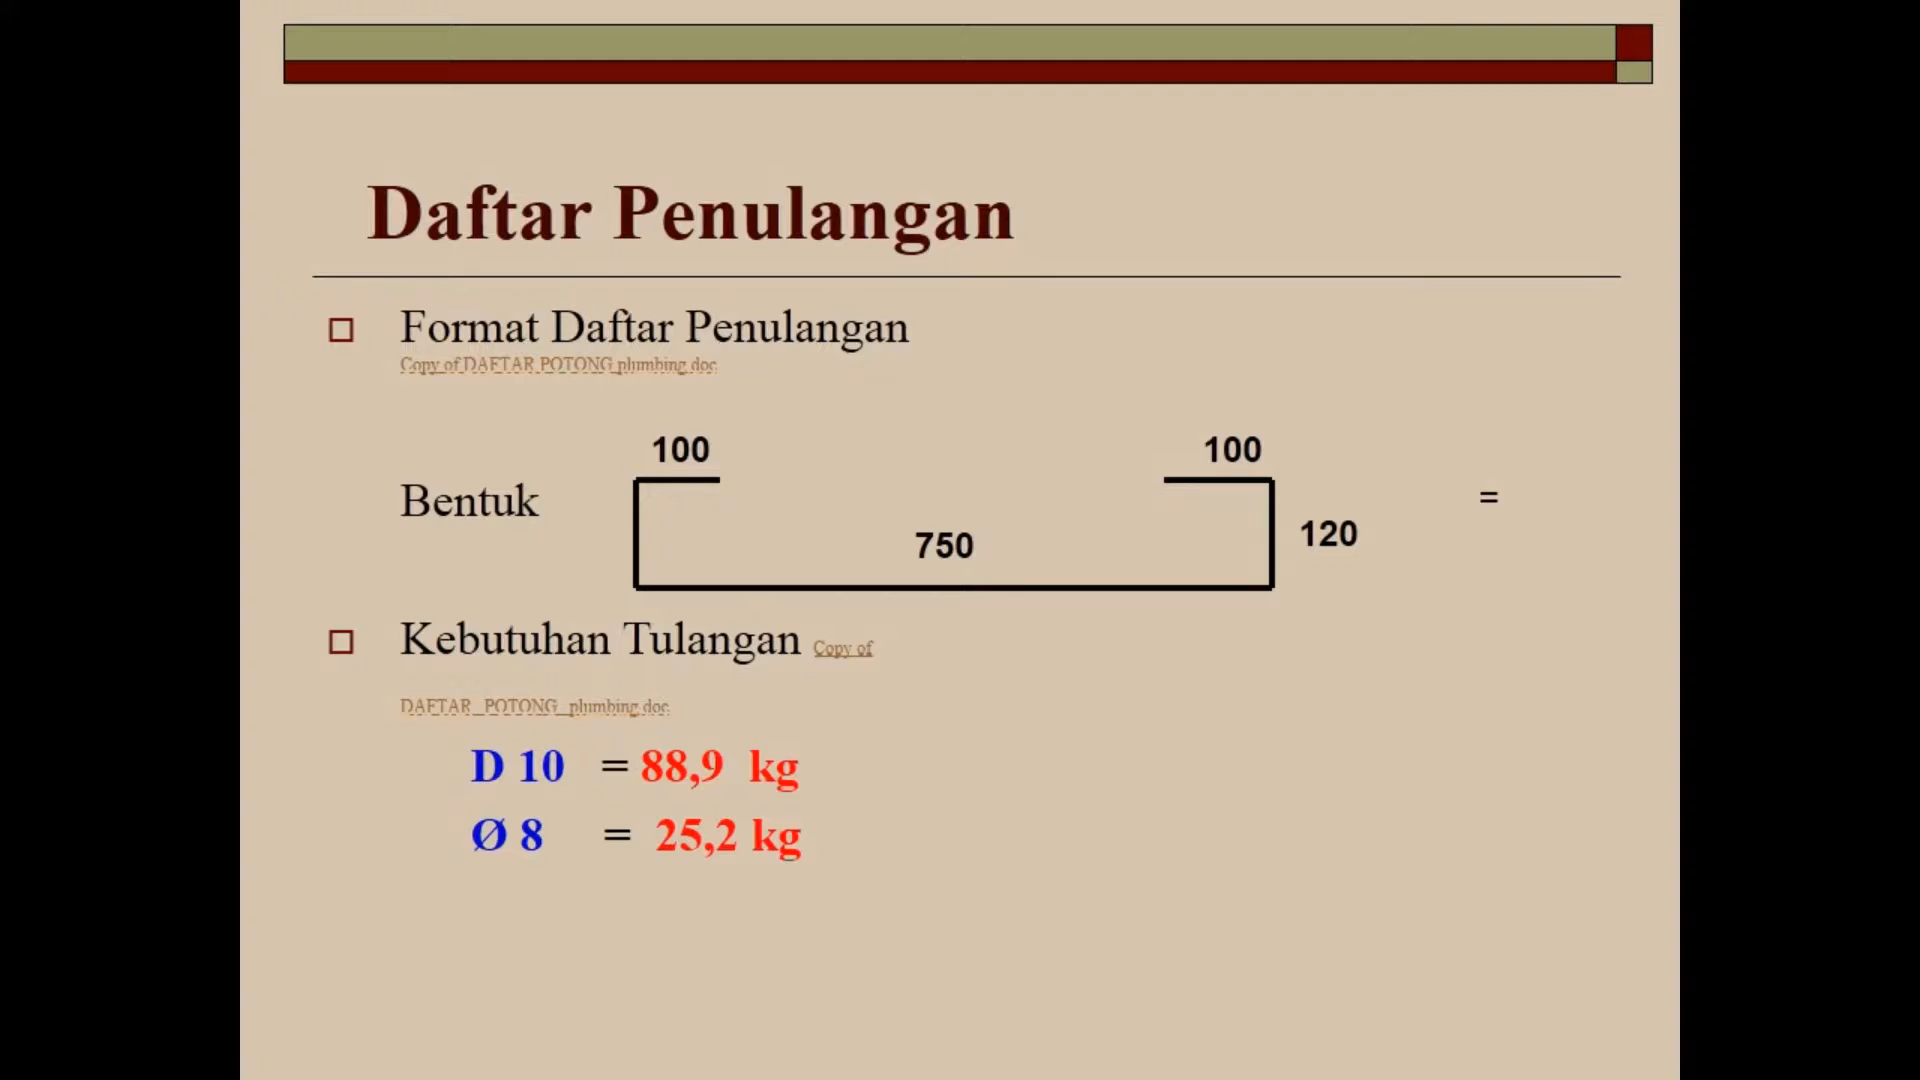 Daftar Penulangan
Format Daftar Penulangan
Copy of DAFTAR POTONG plumbing.doc
100 100
Bentuk =
750 120
Kebutuhan Tulangan Copy of
DAFTAR_POTONG_plumbing.doc
D 10 = 88,9 kg
Ø 8 = 25,2 kg